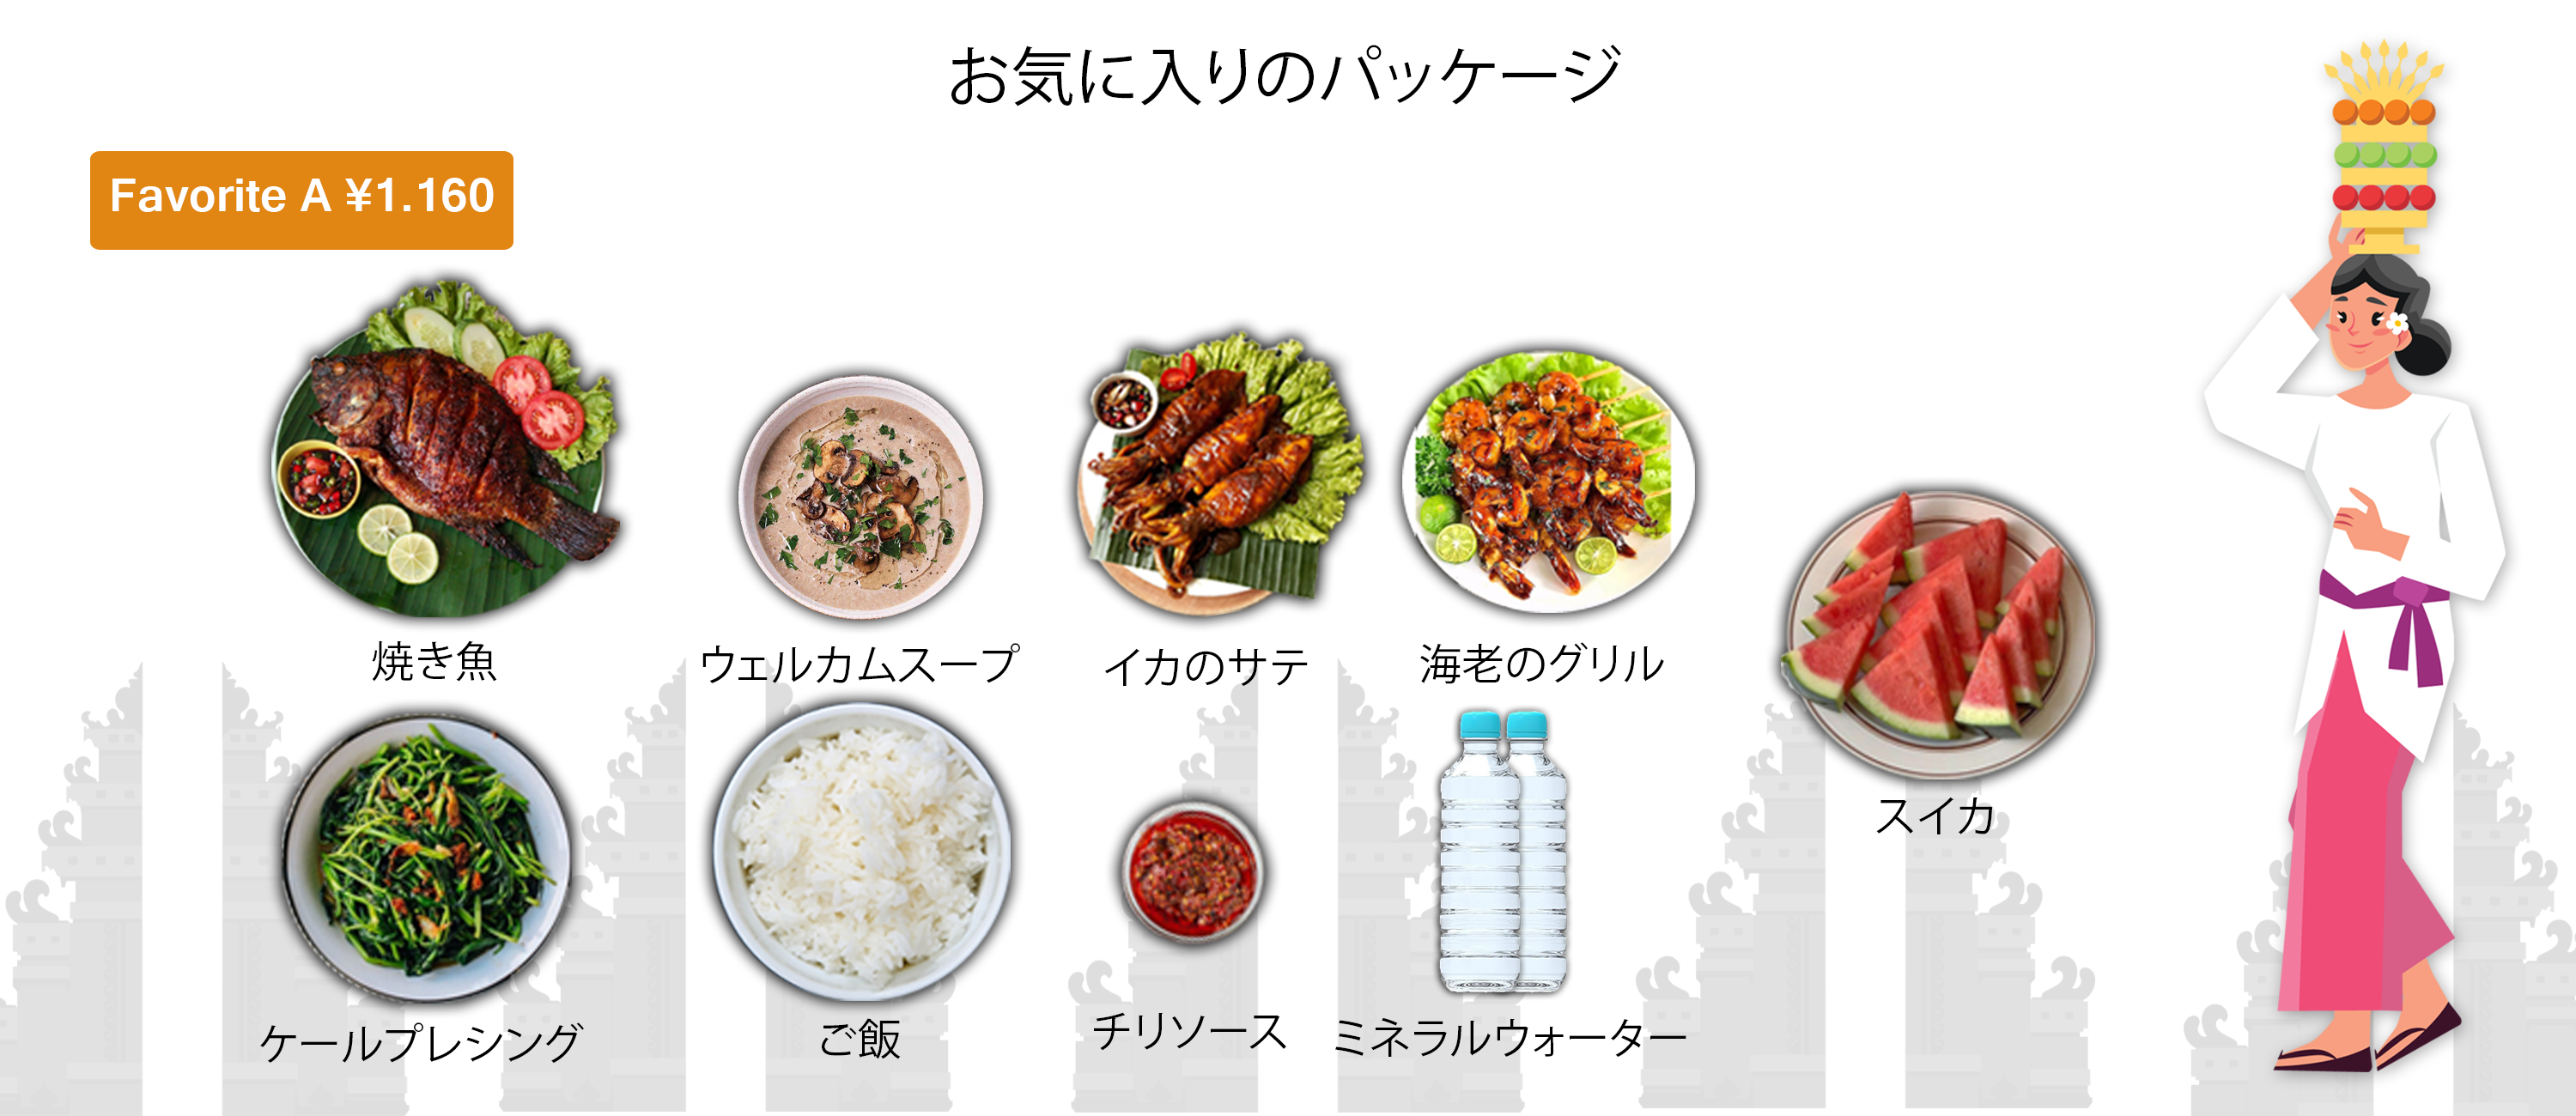 お気に入りのパッケージ
Favorite A ¥1.160
焼き魚
ウェルカムスープ
イカのサテ
海老のグリル
スイカ
ケールプレシング
ご飯
チリソース
ミネラルウォーター